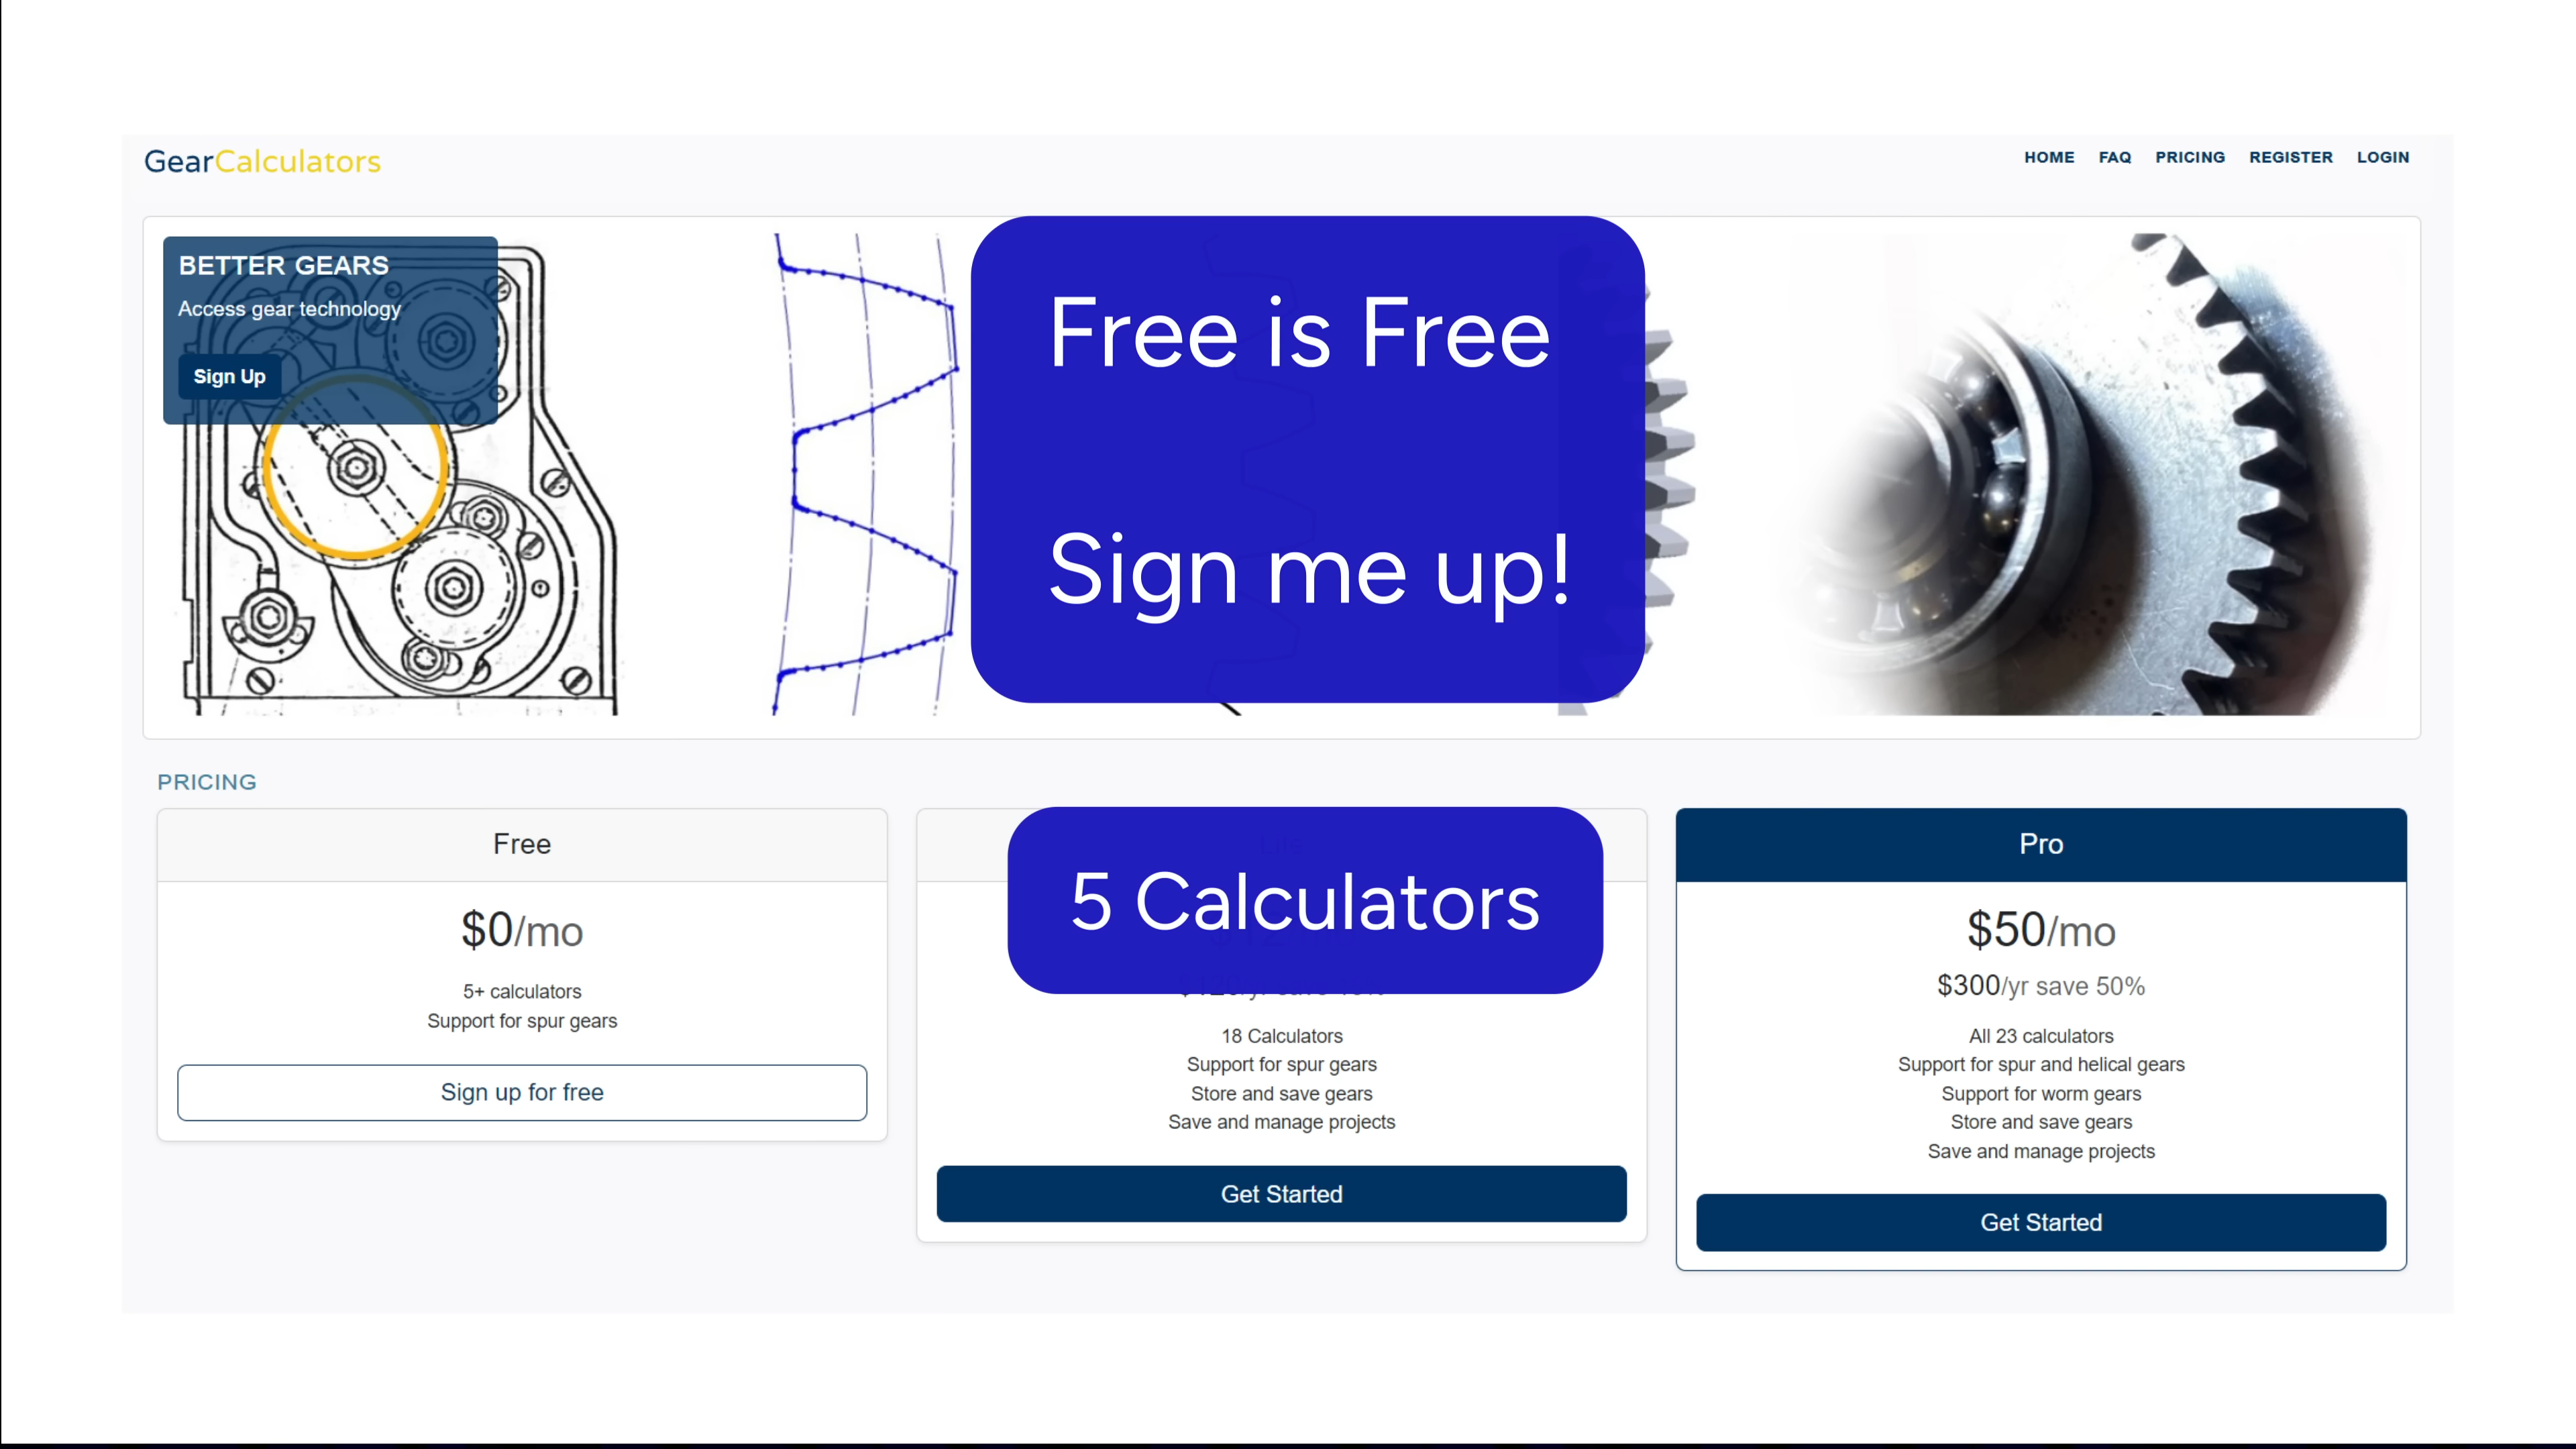 GearCalculators
HOME FAQ PRICING REGISTER LOGIN
BETTER GEARS
Access gear technology
Sign Up
Free is Free
Sign me up!
PRICING
Free
$0/mo
5+ calculators
Support for spur gears
Sign up for free
5 Calculators
18 Calculators
Support for spur gears
Store and save gears
Save and manage projects
Get Started
Pro
$50/mo
$300/yr save 50%
All 23 calculators
Support for spur and helical gears
Support for worm gears
Store and save gears
Save and manage projects
Get Started